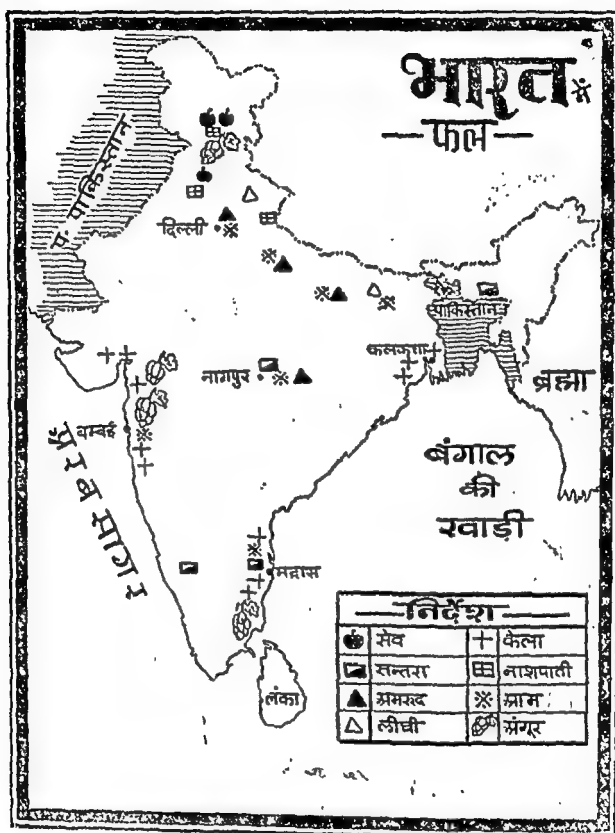 भारत
फल
प. पाकिस्तान
दिल्ली
पाकिस्तान
कलकत्ता
नागपुर
ब्रह्मा
बम्बई
अरब सागर
बंगाल
की
खाड़ी
मद्रास
लंका
निर्देश
सेव केला
सन्तरा नाशपाती
अमरुद आम
लीची अंगूर